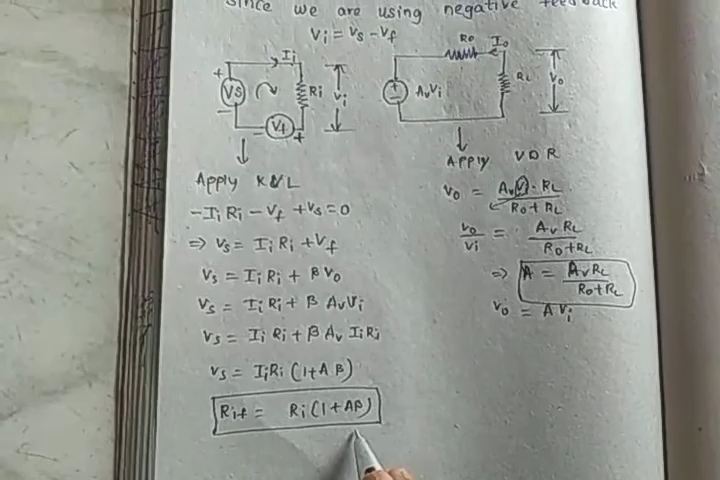 since we are using negative feedback
Vi = Vs - Vf
Ii
+
Vs
-
Ri
Vi
Vf
- +
Ro
Io
+
-
AvVi
RL
Vo
Apply KVL
-IiRi - Vf + Vs = 0
⇒ Vs = IiRi + Vf
Vs = IiRi + βVo
Vs = IiRi + β AvVi
Vs = IiRi + β Av IiRi
Vs = IiRi (1+Aβ)
Rif = Ri(1+Aβ)
Apply VDR
Vo = AvVi · RL / Ro + RL
Vo / Vi = AvRL / Ro+RL
⇒ A = AvRL / Ro+RL
Vo = AVi